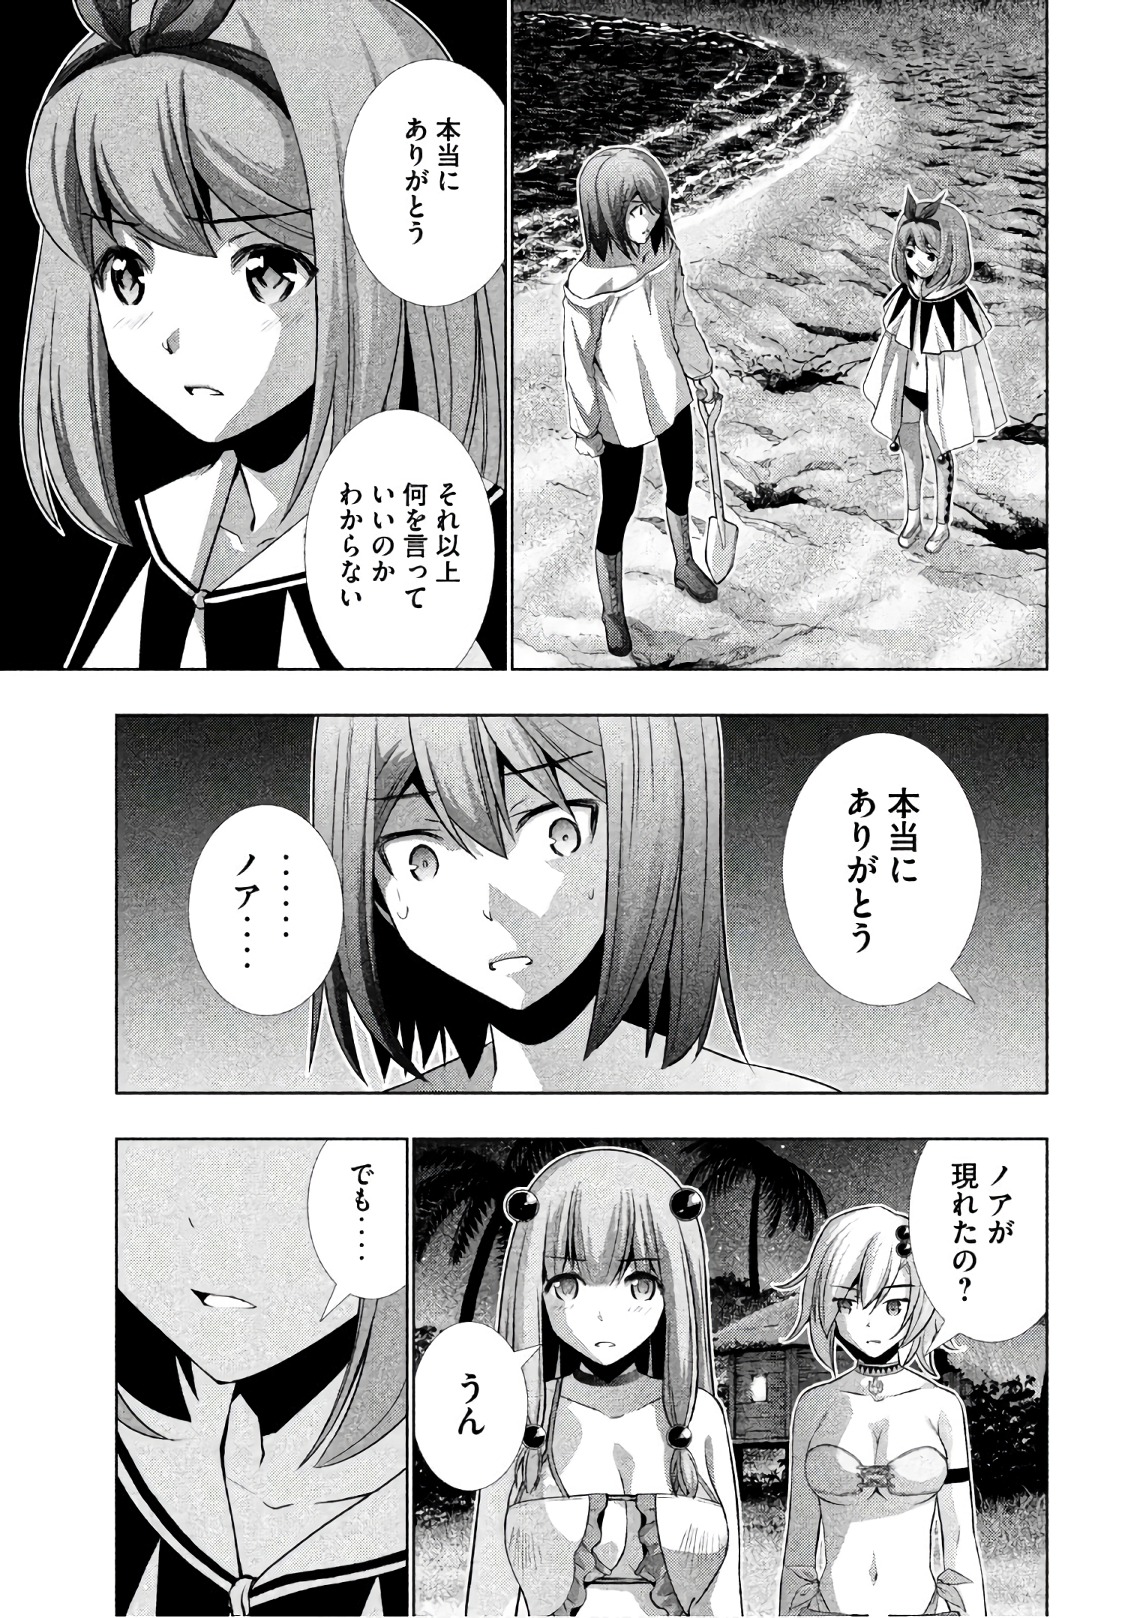 本当に
ありがとう
それ以上
何を言って
いいのか
わからない
本当に
ありがとう
‥‥‥
ノア‥‥
ノアが
現れたの？
うん
でも‥‥